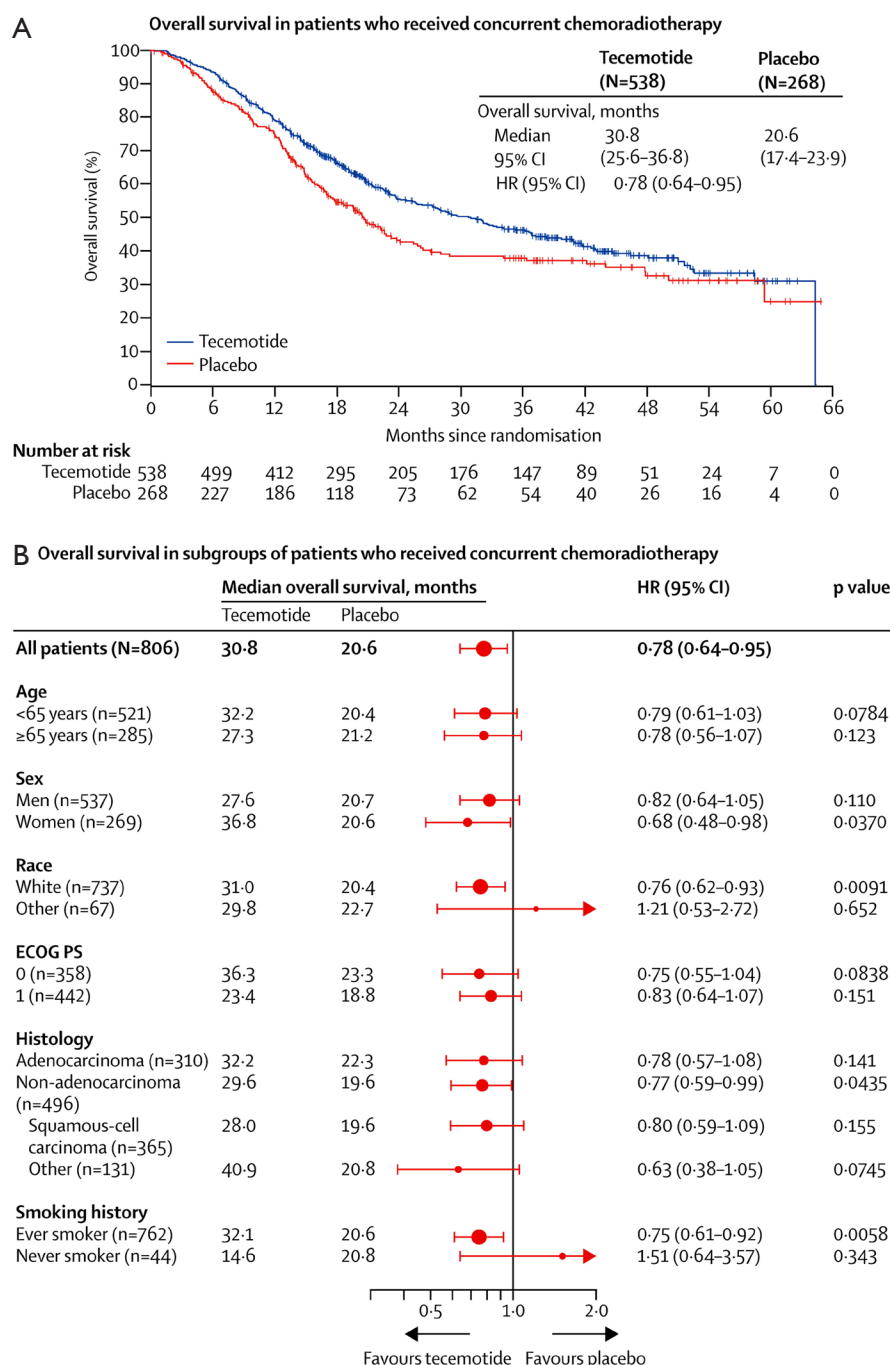 A Overall survival in patients who received concurrent chemoradiotherapy
Tecemotide Placebo
(N=538) (N=268)
Overall survival, months
Median 30·8 20·6
95% CI (25·6–36·8) (17·4–23·9)
HR (95% CI) 0·78 (0·64–0·95)
Overall survival (%)
100
90
80
70
60
50
40
30
20
10
0
Tecemotide
Placebo
0 6 12 18 24 30 36 42 48 54 60 66
Months since randomisation
Number at risk
Tecemotide 538 499 412 295 205 176 147 89 51 24 7 0
Placebo 268 227 186 118 73 62 54 40 26 16 4 0
B Overall survival in subgroups of patients who received concurrent chemoradiotherapy
Median overall survival, months HR (95% CI) p value
Tecemotide Placebo
All patients (N=806) 30·8 20·6 0·78 (0·64–0·95)
Age
<65 years (n=521) 32·2 20·4 0·79 (0·61–1·03) 0·0784
≥65 years (n=285) 27·3 21·2 0·78 (0·56–1·07) 0·123
Sex
Men (n=537) 27·6 20·7 0·82 (0·64–1·05) 0·110
Women (n=269) 36·8 20·6 0·68 (0·48–0·98) 0·0370
Race
White (n=737) 31·0 20·4 0·76 (0·62–0·93) 0·0091
Other (n=67) 29·8 22·7 1·21 (0·53–2·72) 0·652
ECOG PS
0 (n=358) 36·3 23·3 0·75 (0·55–1·04) 0·0838
1 (n=442) 23·4 18·8 0·83 (0·64–1·07) 0·151
Histology
Adenocarcinoma (n=310) 32·2 22·3 0·78 (0·57–1·08) 0·141
Non-adenocarcinoma 29·6 19·6 0·77 (0·59–0·99) 0·0435
(n=496)
Squamous-cell 28·0 19·6 0·80 (0·59–1·09) 0·155
carcinoma (n=365)
Other (n=131) 40·9 20·8 0·63 (0·38–1·05) 0·0745
Smoking history
Ever smoker (n=762) 32·1 20·6 0·75 (0·61–0·92) 0·0058
Never smoker (n=44) 14·6 20·8 1·51 (0·64–3·57) 0·343
0·5 1·0 2·0
Favours tecemotide Favours placebo